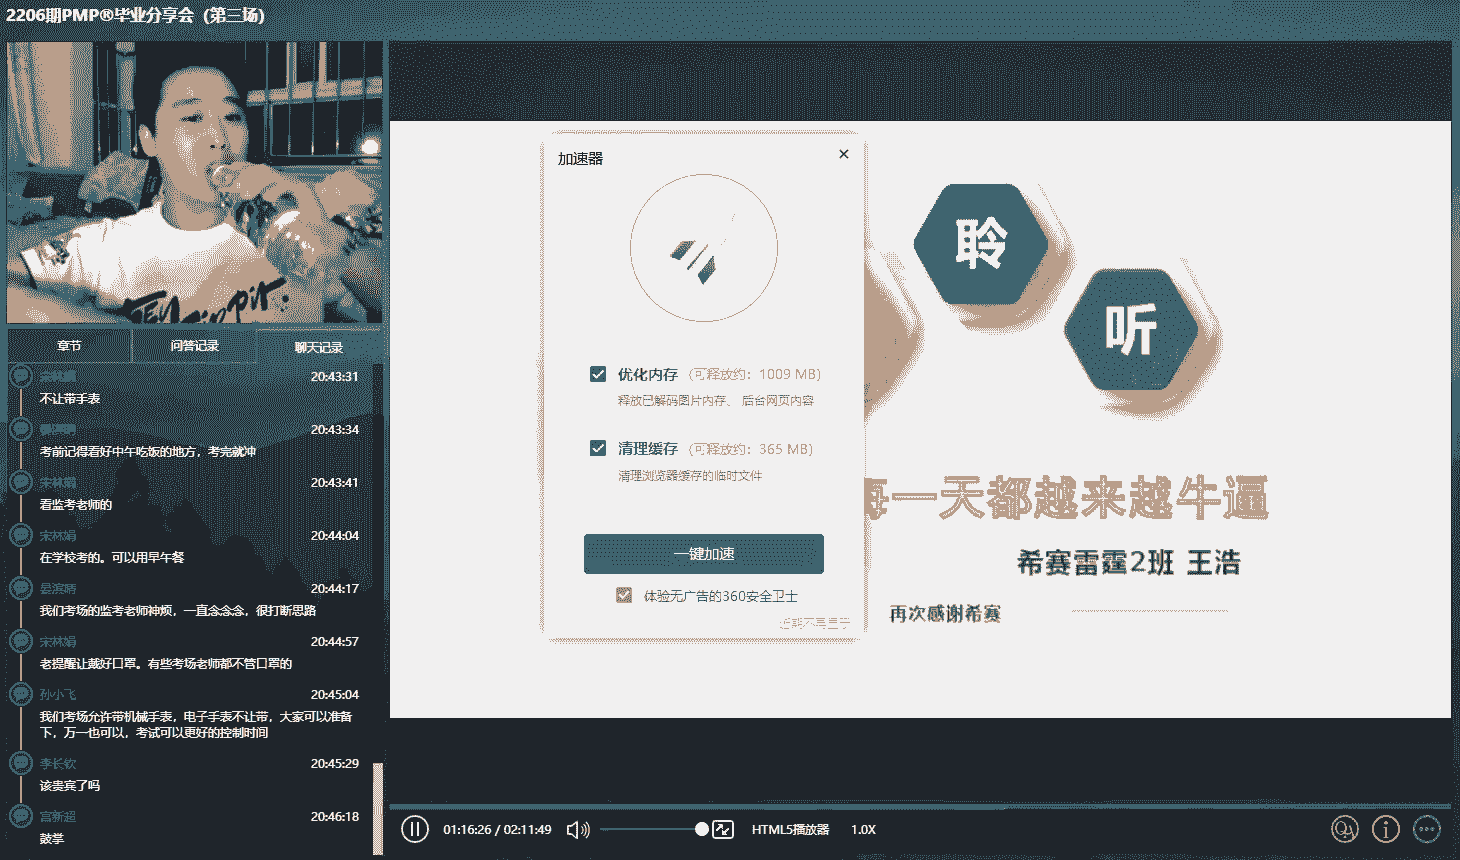 2206期PMP®毕业分享会（第三场）
章节
问答记录
聊天记录
20:43:31
不让带手表
20:43:34
考前记得看好中午吃饭的地方，考完就冲
宋林娟
20:43:41
看监考老师的
宋林娟
20:44:04
在学校考的。可以用早午餐
晏滨旃
20:44:17
我们考场的监考老师神烦，一直念念念，很打断思路
宋林娟
20:44:57
老提醒让戴好口罩。有些考场老师都不管口罩的
孙小飞
20:45:04
我们考场允许带机械手表，电子手表不让带，大家可以准备
下，万一也可以，考试可以更好的控制时间
李长钦
20:45:29
该贵宾了吗
宫新超
20:46:18
鼓掌
加速器
优化内存 （可释放约：1009 MB）
释放已解码图片内存、后台网页内容
清理缓存 （可释放约：365 MB）
清理浏览器缓存的临时文件
一键加速
体验无广告的360安全卫士
近期不再显示
聆
听
每一天都越来越牛逼
希赛雷霆2班 王浩
再次感谢希赛
01:16:26 / 02:11:49
HTML5播放器
1.0X